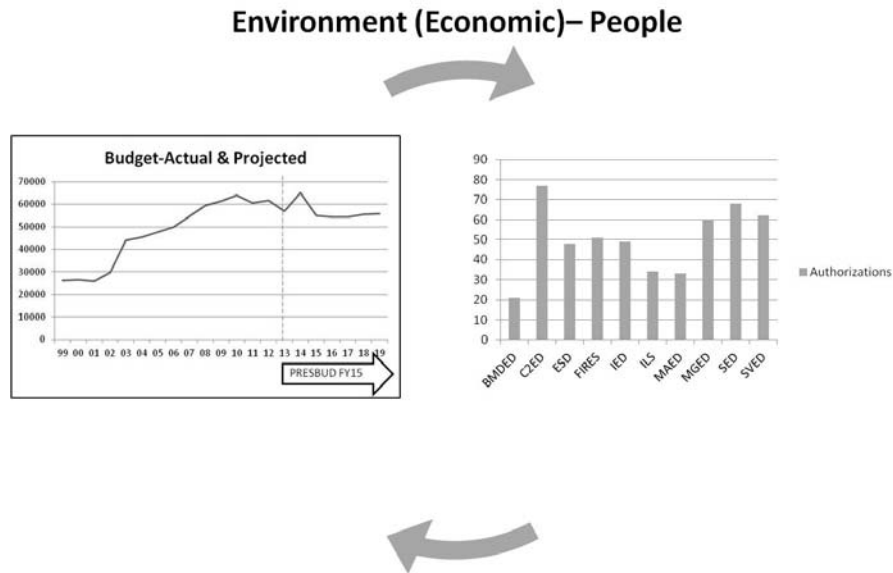 Environment (Economic)– People
Budget-Actual & Projected
70000
60000
50000
40000
30000
20000
10000
0
99 00 01 02 03 04 05 06 07 08 09 10 11 12 13 14 15 16 17 18 19
PRESBUD FY15
90
80
70
60
50
40
30
20
10
0
BMDED
C2ED
ESD
FIRES
IED
ILS
MAED
MGED
SED
SVED
Authorizations